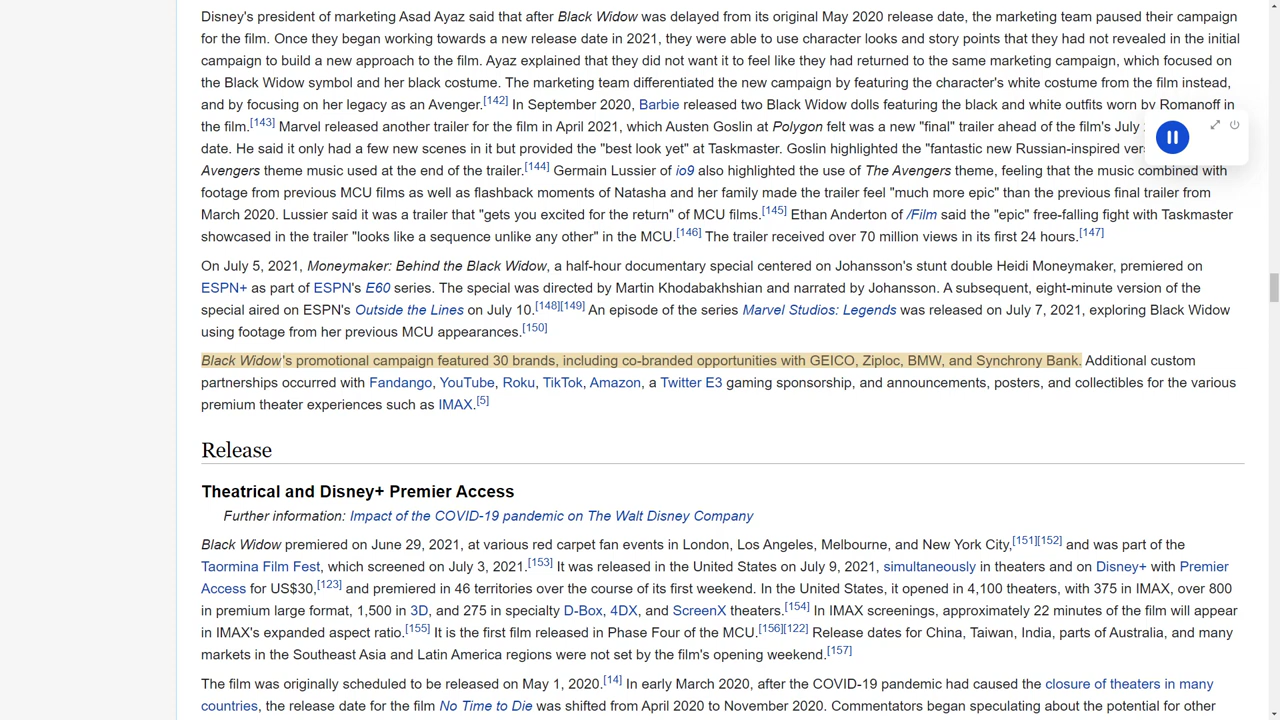 Disney's president of marketing Asad Ayaz said that after Black Widow was delayed from its original May 2020 release date, the marketing team paused their campaign
for the film. Once they began working towards a new release date in 2021, they were able to use character looks and story points that they had not revealed in the initial
campaign to build a new approach to the film. Ayaz explained that they did not want it to feel like they had returned to the same marketing campaign, which focused on
the Black Widow symbol and her black costume. The marketing team differentiated the new campaign by featuring the character's white costume from the film instead,
and by focusing on her legacy as an Avenger.[142] In September 2020, Barbie released two Black Widow dolls featuring the black and white outfits worn by Romanoff in
the film.[143] Marvel released another trailer for the film in April 2021, which Austen Goslin at Polygon felt was a new "final" trailer ahead of the film's July
date. He said it only had a few new scenes in it but provided the "best look yet" at Taskmaster. Goslin highlighted the "fantastic new Russian-inspired
Avengers theme music used at the end of the trailer.[144] Germain Lussier of io9 also highlighted the use of The Avengers theme, feeling that the music combined with
footage from previous MCU films as well as flashback moments of Natasha and her family made the trailer feel "much more epic" than the previous final trailer from
March 2020. Lussier said it was a trailer that "gets you excited for the return" of MCU films.[145] Ethan Anderton of /Film said the "epic" free-falling fight with Taskmaster
showcased in the trailer "looks like a sequence unlike any other" in the MCU.[146] The trailer received over 70 million views in its first 24 hours.[147]
On July 5, 2021, Moneymaker: Behind the Black Widow, a half-hour documentary special centered on Johansson's stunt double Heidi Moneymaker, premiered on
ESPN+ as part of ESPN's E60 series. The special was directed by Martin Khodabakhshian and narrated by Johansson. A subsequent, eight-minute version of the
special aired on ESPN's Outside the Lines on July 10.[148][149] An episode of the series Marvel Studios: Legends was released on July 7, 2021, exploring Black Widow
using footage from her previous MCU appearances.[150]
Black Widow's promotional campaign featured 30 brands, including co-branded opportunities with GEICO, Ziploc, BMW, and Synchrony Bank. Additional custom
partnerships occurred with Fandango, YouTube, Roku, TikTok, Amazon, a Twitter E3 gaming sponsorship, and announcements, posters, and collectibles for the various
premium theater experiences such as IMAX.[5]
Release
Theatrical and Disney+ Premier Access
Further information: Impact of the COVID-19 pandemic on The Walt Disney Company
Black Widow premiered on June 29, 2021, at various red carpet fan events in London, Los Angeles, Melbourne, and New York City,[151][152] and was part of the
Taormina Film Fest, which screened on July 3, 2021.[153] It was released in the United States on July 9, 2021, simultaneously in theaters and on Disney+ with Premier
Access for US$30,[123] and premiered in 46 territories over the course of its first weekend. In the United States, it opened in 4,100 theaters, with 375 in IMAX, over 800
in premium large format, 1,500 in 3D, and 275 in specialty D-Box, 4DX, and ScreenX theaters.[154] In IMAX screenings, approximately 22 minutes of the film will appear
in IMAX's expanded aspect ratio.[155] It is the first film released in Phase Four of the MCU.[156][122] Release dates for China, Taiwan, India, parts of Australia, and many
markets in the Southeast Asia and Latin America regions were not set by the film's opening weekend.[157]
The film was originally scheduled to be released on May 1, 2020.[14] In early March 2020, after the COVID-19 pandemic had caused the closure of theaters in many
countries, the release date for the film No Time to Die was shifted from April 2020 to November 2020. Commentators began speculating about the potential for other